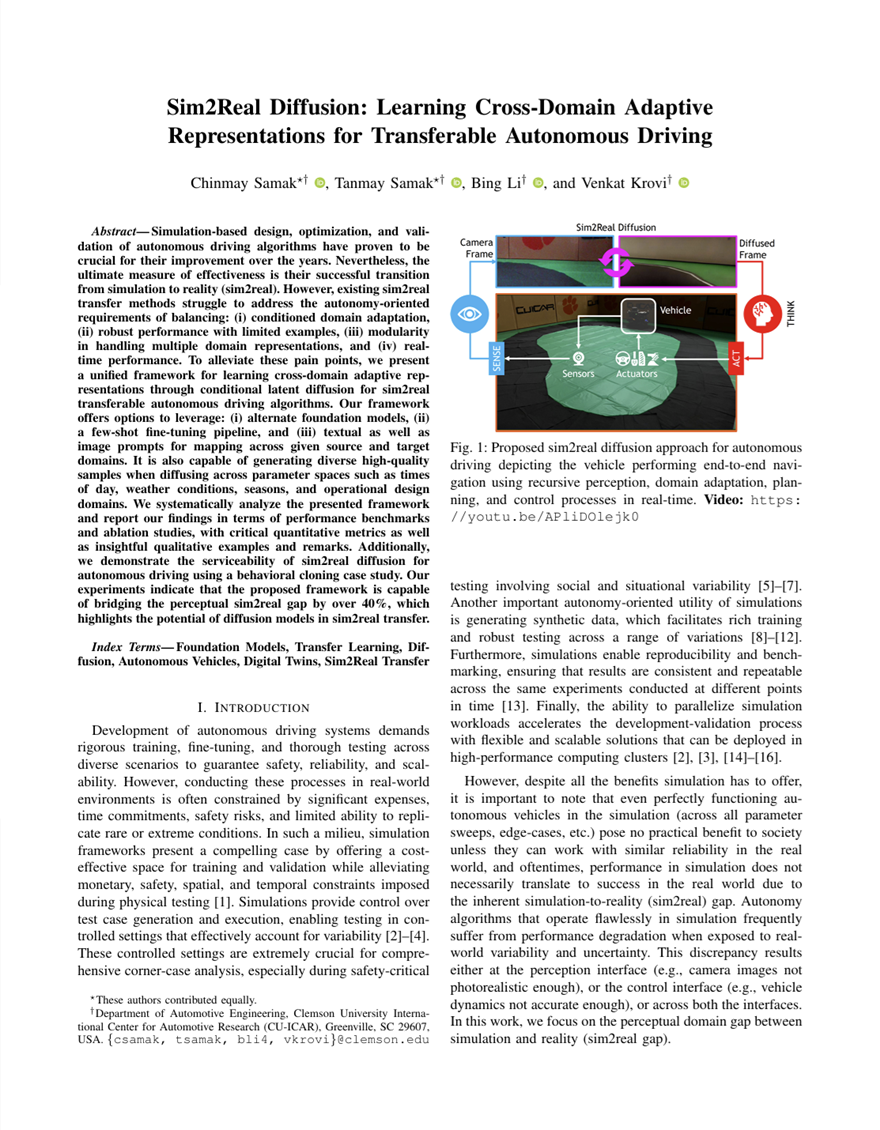 Sim2Real Diffusion: Learning Cross-Domain Adaptive
Representations for Transferable Autonomous Driving
Chinmay Samak⋆†, Tanmay Samak⋆†, Bing Li†, and Venkat Krovi†
Abstract— Simulation-based design, optimization, and vali-
dation of autonomous driving algorithms have proven to be
crucial for their improvement over the years. Nevertheless, the
ultimate measure of effectiveness is their successful transition
from simulation to reality (sim2real). However, existing sim2real
transfer methods struggle to address the autonomy-oriented
requirements of balancing: (i) conditioned domain adaptation,
(ii) robust performance with limited examples, (iii) modularity
in handling multiple domain representations, and (iv) real-
time performance. To alleviate these pain points, we present
a unified framework for learning cross-domain adaptive rep-
resentations through conditional latent diffusion for sim2real
transferable autonomous driving algorithms. Our framework
offers options to leverage: (i) alternate foundation models, (ii)
a few-shot fine-tuning pipeline, and (iii) textual as well as
image prompts for mapping across given source and target
domains. It is also capable of generating diverse high-quality
samples when diffusing across parameter spaces such as times
of day, weather conditions, seasons, and operational design
domains. We systematically analyze the presented framework
and report our findings in terms of performance benchmarks
and ablation studies, with critical quantitative metrics as well
as insightful qualitative examples and remarks. Additionally,
we demonstrate the serviceability of sim2real diffusion for
autonomous driving using a behavioral cloning case study. Our
experiments indicate that the proposed framework is capable
of bridging the perceptual sim2real gap by over 40%, which
highlights the potential of diffusion models in sim2real transfer.
Index Terms— Foundation Models, Transfer Learning, Dif-
fusion, Autonomous Vehicles, Digital Twins, Sim2Real Transfer
I. INTRODUCTION
Development of autonomous driving systems demands
rigorous training, fine-tuning, and thorough testing across
diverse scenarios to guarantee safety, reliability, and scal-
ability. However, conducting these processes in real-world
environments is often constrained by significant expenses,
time commitments, safety risks, and limited ability to repli-
cate rare or extreme conditions. In such a milieu, simulation
frameworks present a compelling case by offering a cost-
effective space for training and validation while alleviating
monetary, safety, spatial, and temporal constraints imposed
during physical testing [1]. Simulations provide control over
test case generation and execution, enabling testing in con-
trolled settings that effectively account for variability [2]–[4].
These controlled settings are extremely crucial for compre-
hensive corner-case analysis, especially during safety-critical
⋆These authors contributed equally.
†Department of Automotive Engineering, Clemson University Interna-
tional Center for Automotive Research (CU-ICAR), Greenville, SC 29607,
USA. {csamak, tsamak, bli4, vkrovi}@clemson.edu
Sim2Real Diffusion
Camera
Frame
Diffused
Frame
CUICAR
Vehicle
THINK
SENSE
ACT
Sensors
Actuators
Fig. 1: Proposed sim2real diffusion approach for autonomous
driving depicting the vehicle performing end-to-end navi-
gation using recursive perception, domain adaptation, plan-
ning, and control processes in real-time. Video: https:
//youtu.be/APliDOlejk0
testing involving social and situational variability [5]–[7].
Another important autonomy-oriented utility of simulations
is generating synthetic data, which facilitates rich training
and robust testing across a range of variations [8]–[12].
Furthermore, simulations enable reproducibility and bench-
marking, ensuring that results are consistent and repeatable
across the same experiments conducted at different points
in time [13]. Finally, the ability to parallelize simulation
workloads accelerates the development-validation process
with flexible and scalable solutions that can be deployed in
high-performance computing clusters [2], [3], [14]–[16].
However, despite all the benefits simulation has to offer,
it is important to note that even perfectly functioning au-
tonomous vehicles in the simulation (across all parameter
sweeps, edge-cases, etc.) pose no practical benefit to society
unless they can work with similar reliability in the real
world, and oftentimes, performance in simulation does not
necessarily translate to success in the real world due to
the inherent simulation-to-reality (sim2real) gap. Autonomy
algorithms that operate flawlessly in simulation frequently
suffer from performance degradation when exposed to real-
world variability and uncertainty. This discrepancy results
either at the perception interface (e.g., camera images not
photorealistic enough), or the control interface (e.g., vehicle
dynamics not accurate enough), or across both the interfaces.
In this work, we focus on the perceptual domain gap between
simulation and reality (sim2real gap).